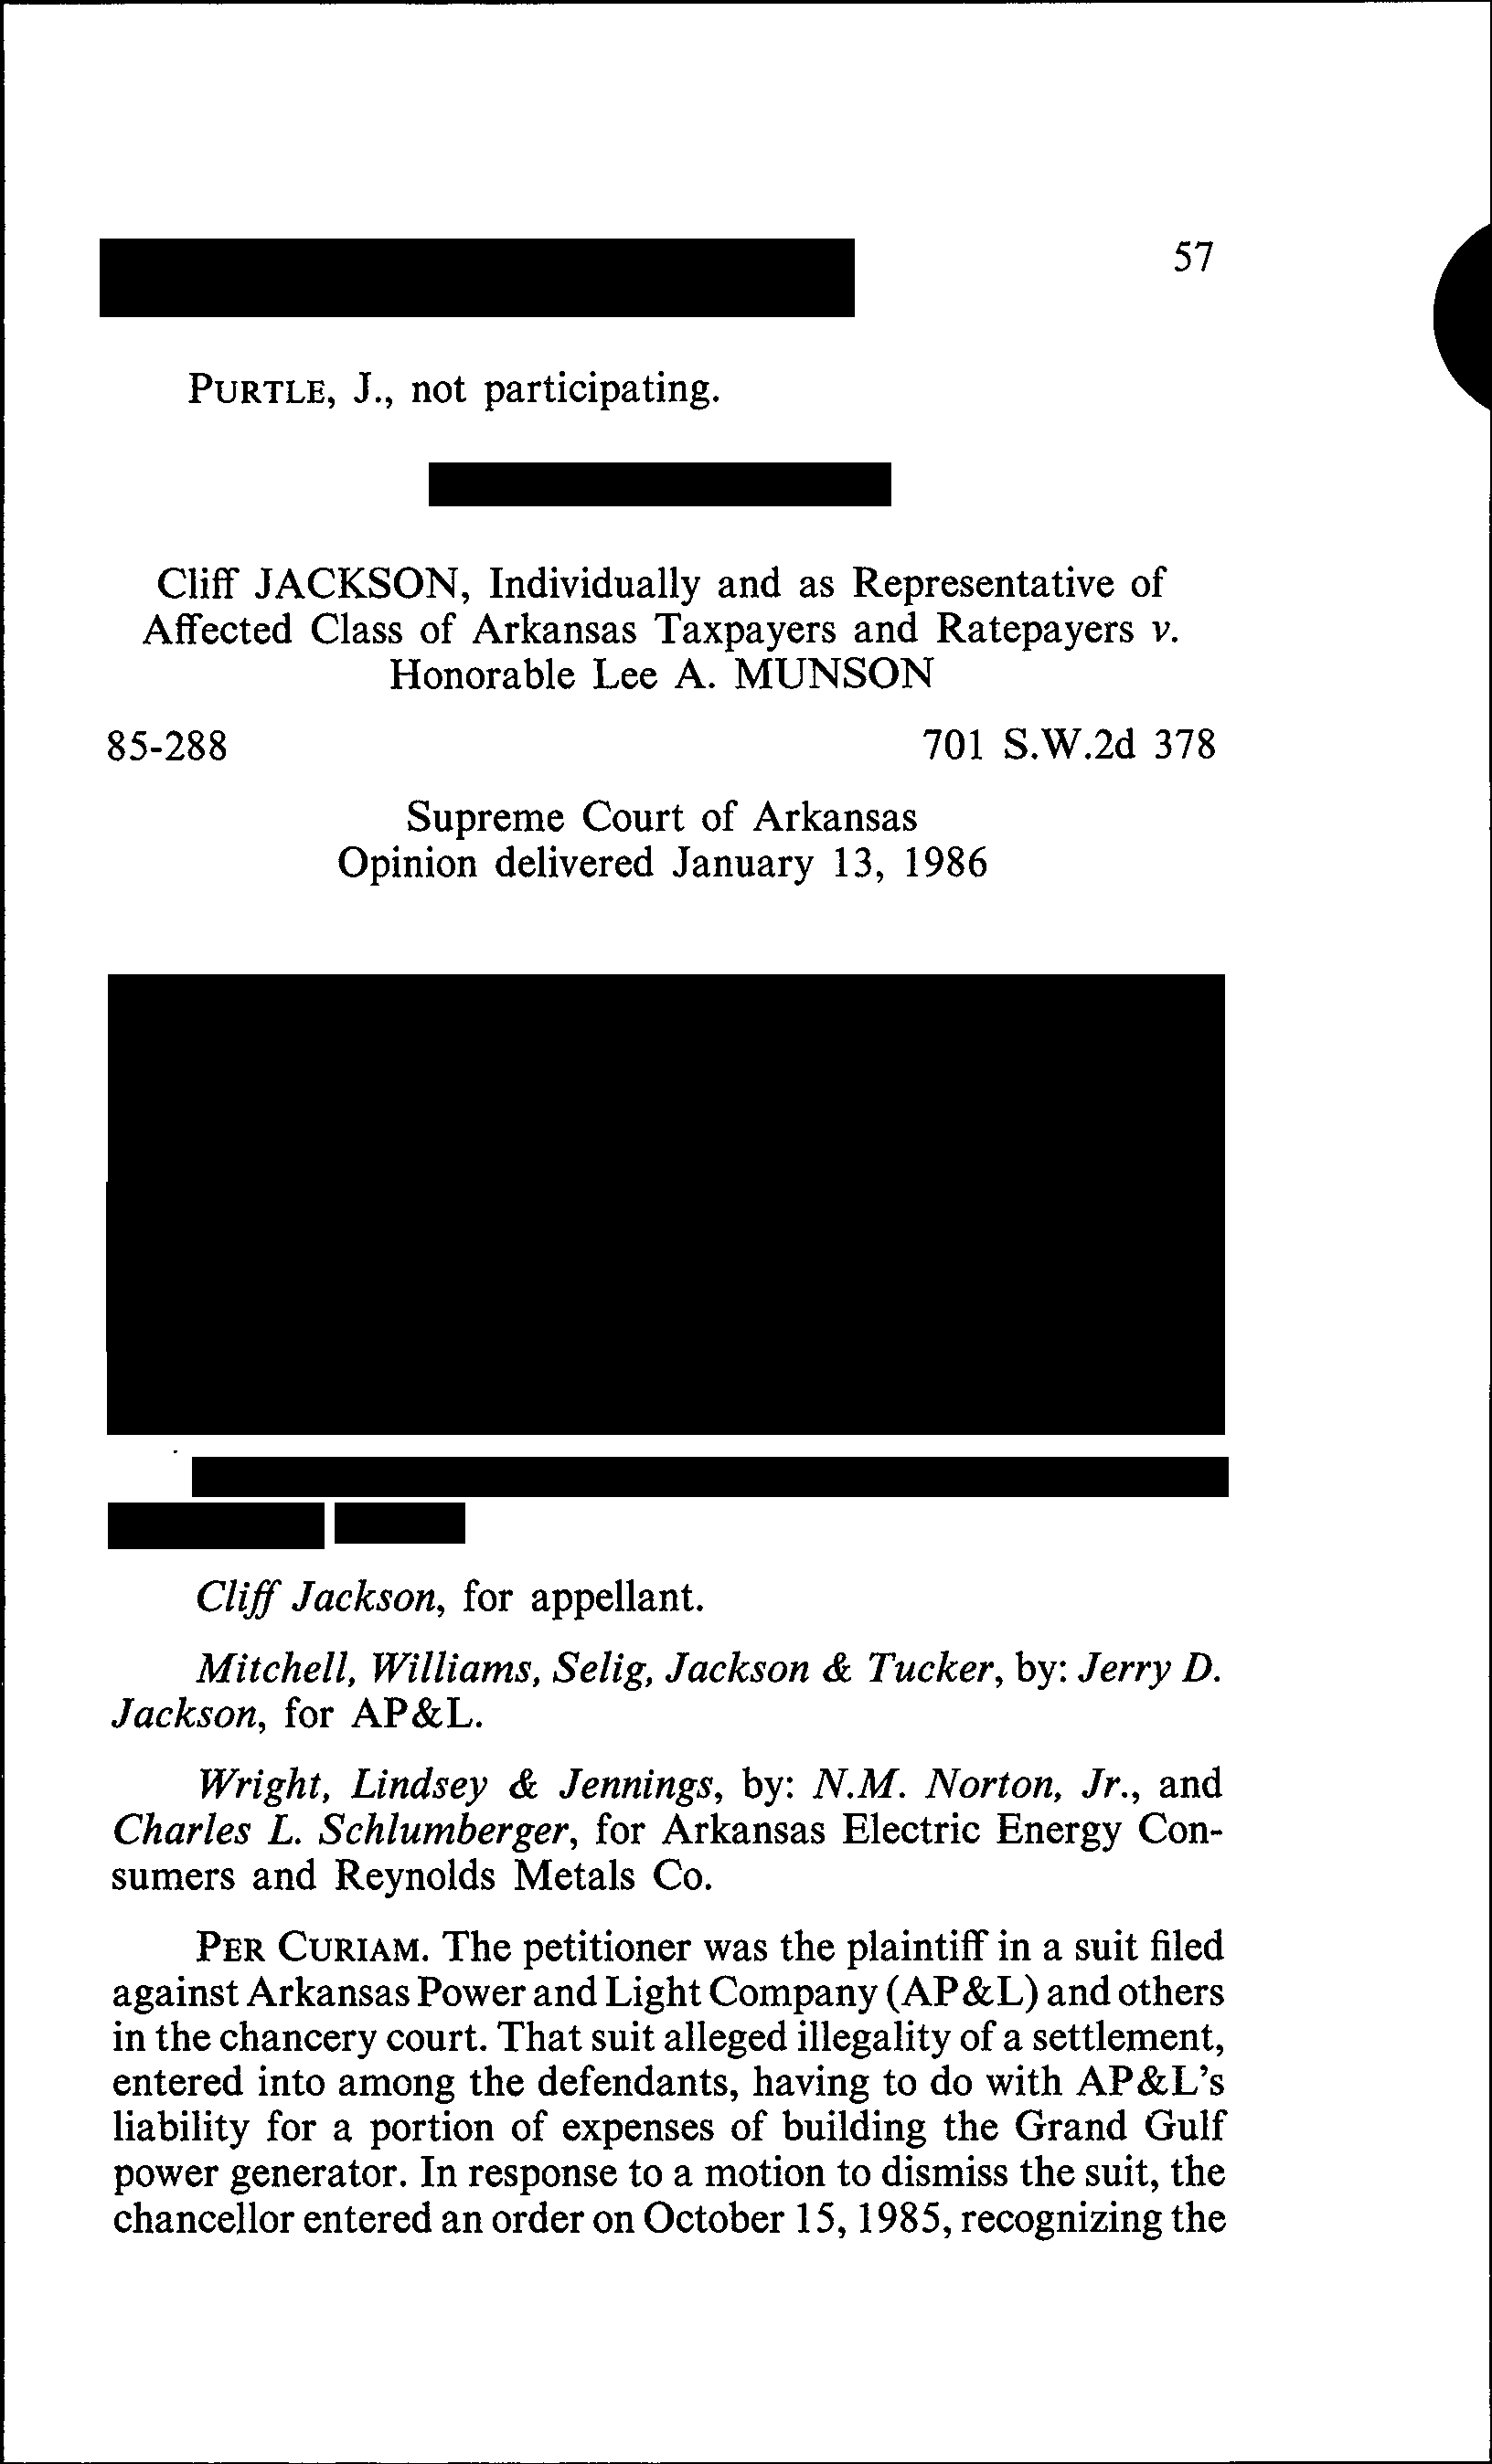 57
PURTLE, J., not participating.
Cliff JACKSON, Individually and as Representative of
Affected Class of Arkansas Taxpayers and Ratepayers v.
Honorable Lee A. MUNSON
85-288 701 S.W.2d 378
Supreme Court of Arkansas
Opinion delivered January 13, 1986
Cliff Jackson, for appellant.
Mitchell, Williams, Selig, Jackson & Tucker, by: Jerry D.
Jackson, for AP&L.
Wright, Lindsey & Jennings, by: N.M. Norton, Jr., and
Charles L. Schlumberger, for Arkansas Electric Energy Con-
sumers and Reynolds Metals Co.
PER CURIAM. The petitioner was the plaintiff in a suit filed
against Arkansas Power and Light Company (AP&L) and others
in the chancery court. That suit alleged illegality of a settlement,
entered into among the defendants, having to do with AP&L's
liability for a portion of expenses of building the Grand Gulf
power generator. In response to a motion to dismiss the suit, the
chancellor entered an order on October 15, 1985, recognizing the